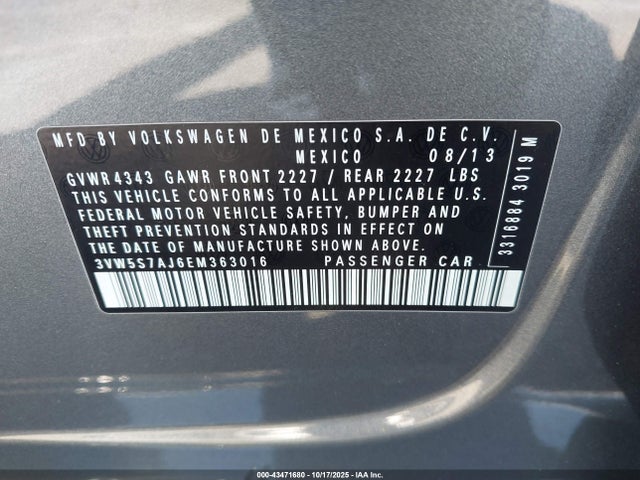 MFD BY VOLKSWAGEN DE MEXICO S.A. DE C.V.
MEXICO 08/13
GVWR 4343 GAWR FRONT 2227 / REAR 2227 LBS
THIS VEHICLE CONFORMS TO ALL APPLICABLE U.S.
FEDERAL MOTOR VEHICLE SAFETY, BUMPER AND
THEFT PREVENTION STANDARDS IN EFFECT ON
THE DATE OF MANUFACTURE SHOWN ABOVE.
3VW5S7AJ6EM363016 PASSENGER CAR
3316884 3019 M
000-43471680 - 10/17/2025 - IAA Inc.